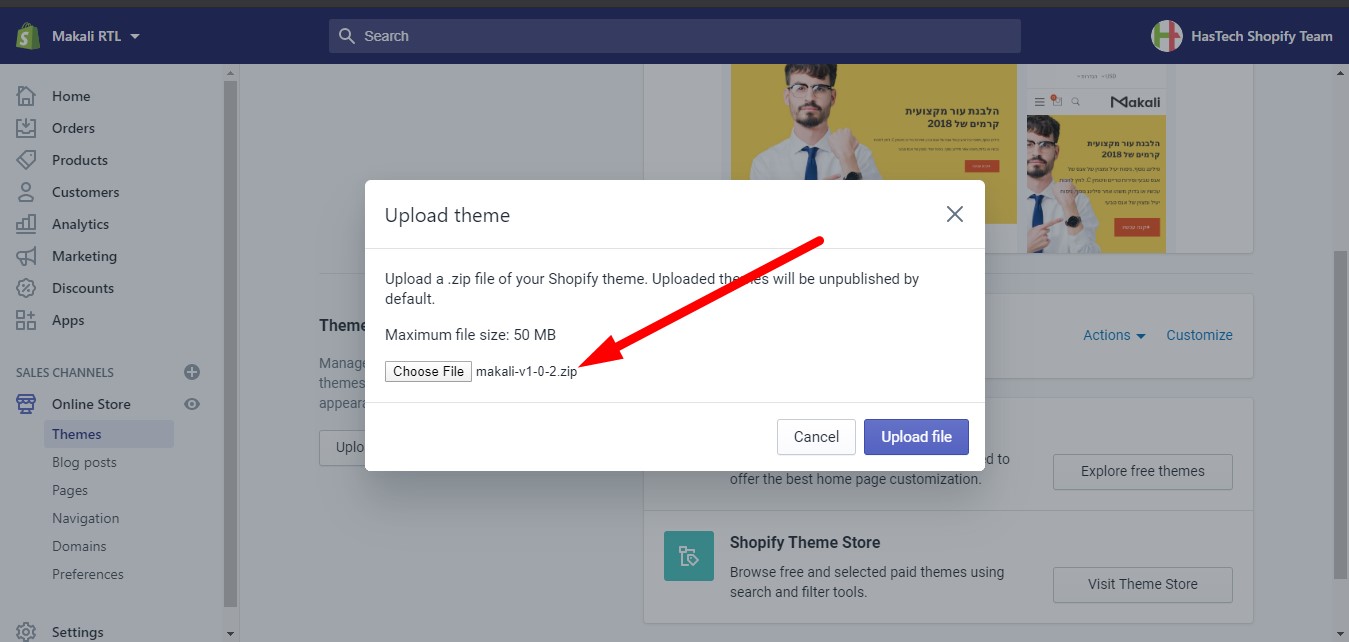 Makali RTL
Search
HasTech Shopify Team
Home
Orders
Products
Customers
Analytics
Marketing
Discounts
Apps
SALES CHANNELS
Online Store
Themes
Blog posts
Pages
Navigation
Domains
Preferences
Settings
הלבנת עור מקצועית
קרמים של 2018
Makali
הלבנת עור מקצועית
קרמים של 2018
Upload theme
Upload a .zip file of your Shopify theme. Uploaded themes will be unpublished by
default.
Maximum file size: 50 MB
Choose File makali-v1-0-2.zip
Cancel
Upload file
Theme
Manage
themes
appeara
Uplo
Actions
Customize
d to
offer the best home page customization.
Explore free themes
Shopify Theme Store
Browse free and selected paid themes using
search and filter tools.
Visit Theme Store